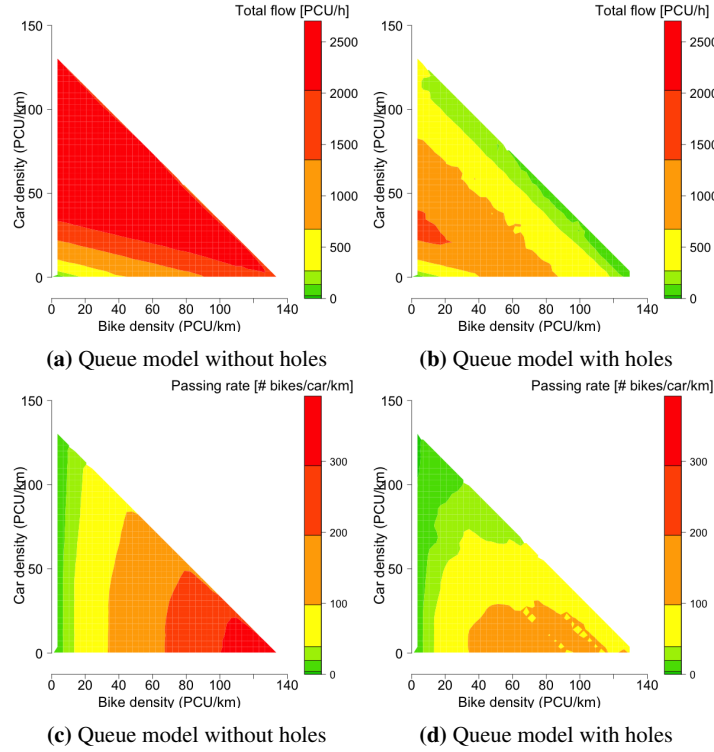 Total flow [PCU/h]
150
100
50
0
Car density (PCU/km)
0 20 40 60 80 100 140
Bike density (PCU/km)
2500
2000
1500
1000
500
0
(a) Queue model without holes
Total flow [PCU/h]
150
100
50
0
Car density (PCU/km)
0 20 40 60 80 100 140
Bike density (PCU/km)
2500
2000
1500
1000
500
0
(b) Queue model with holes
Passing rate [# bikes/car/km]
150
100
50
0
Car density (PCU/km)
0 20 40 60 80 100 140
Bike density (PCU/km)
300
200
100
0
(c) Queue model without holes
Passing rate [# bikes/car/km]
150
100
50
0
Car density (PCU/km)
0 20 40 60 80 100 140
Bike density (PCU/km)
300
200
100
0
(d) Queue model with holes